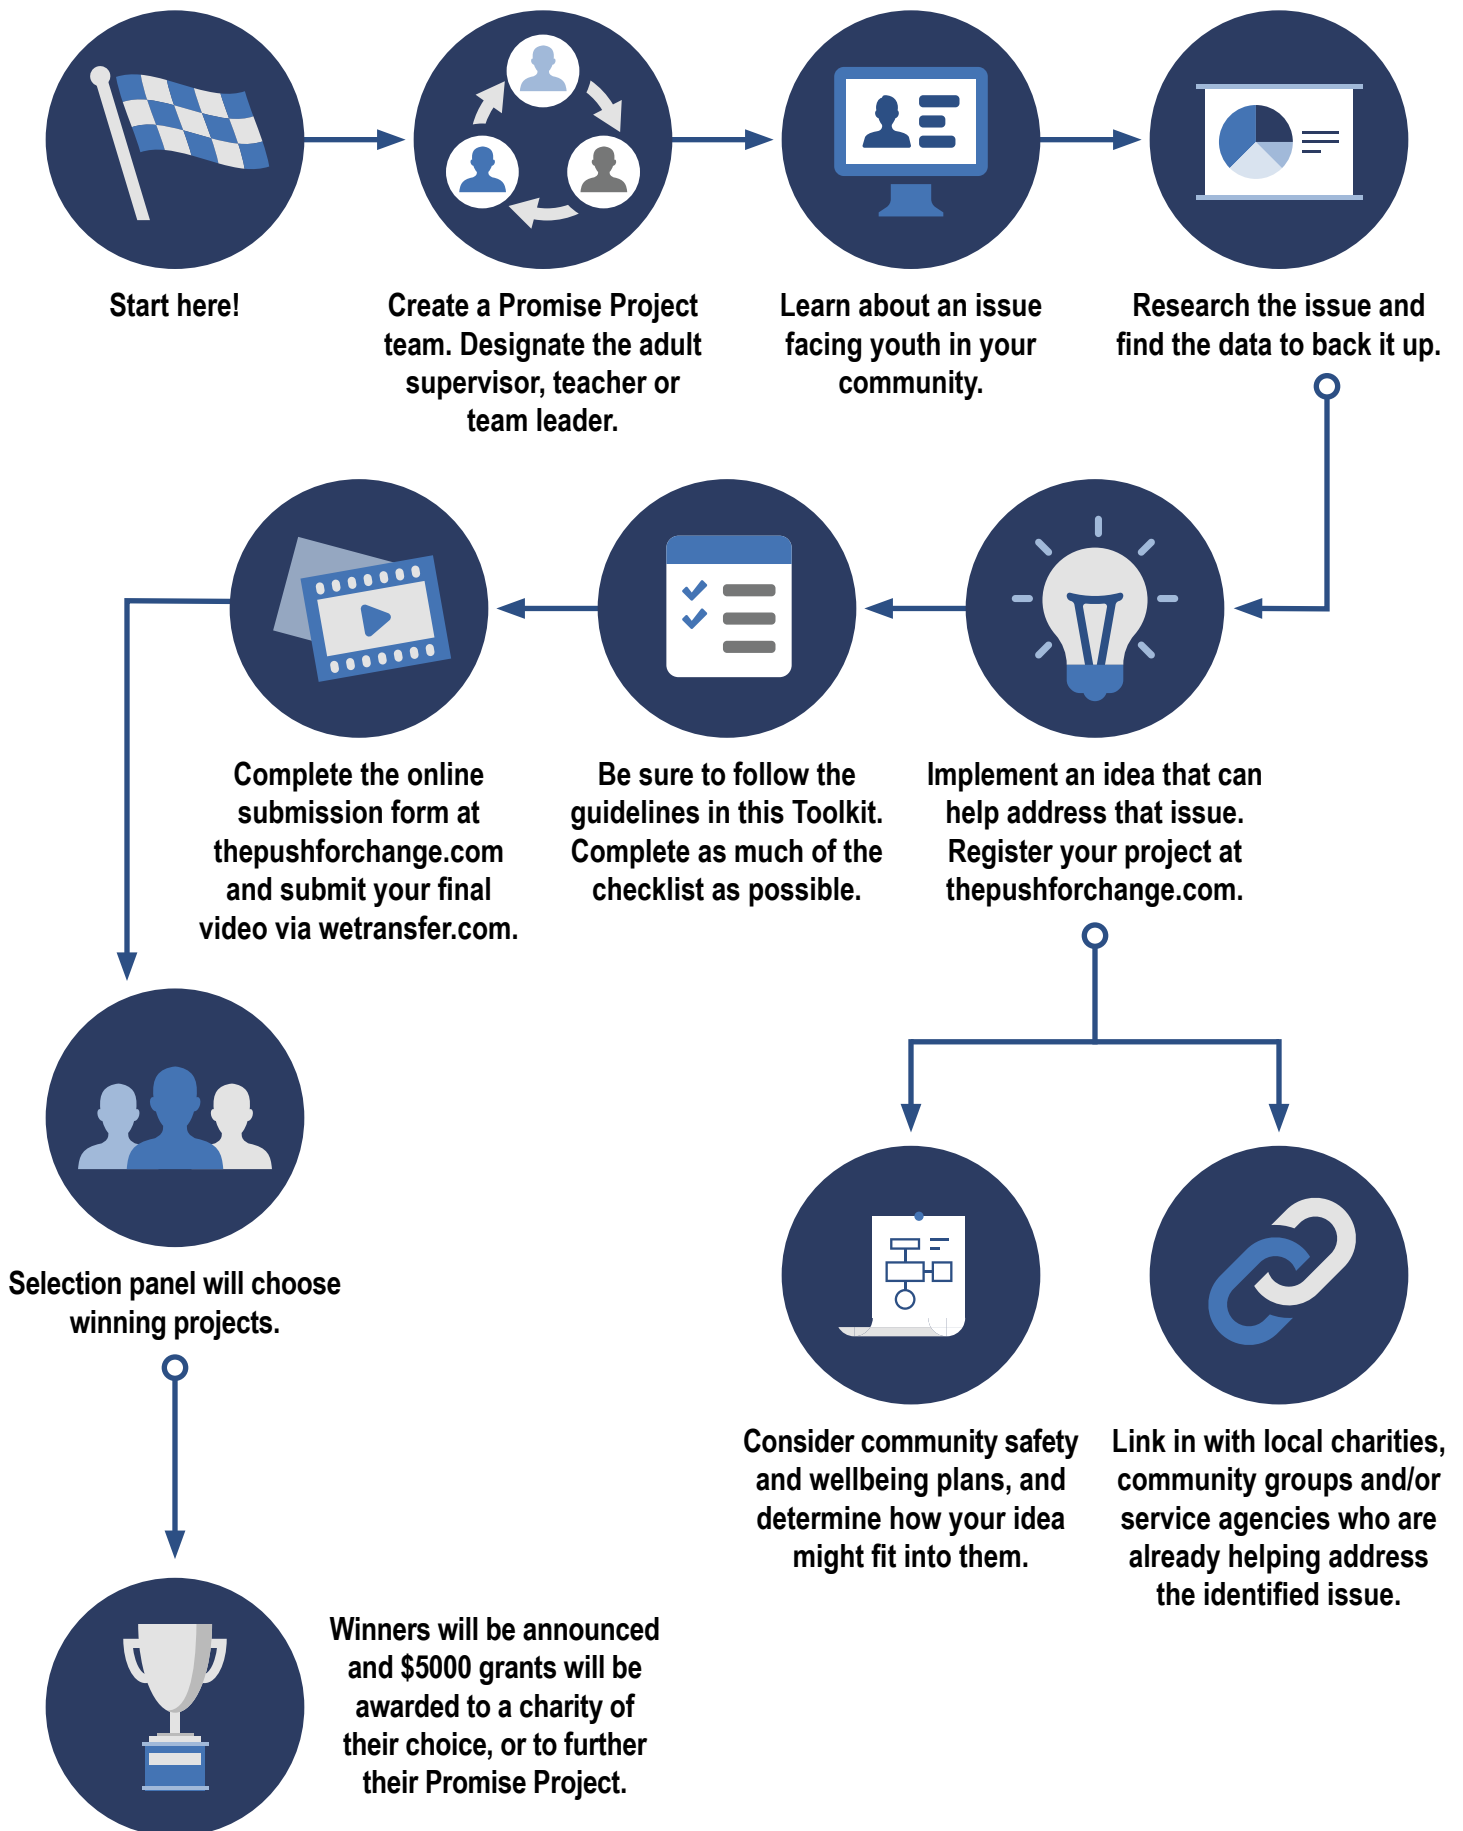 Start here!
Create a Promise Project
team. Designate the adult
supervisor, teacher or
team leader.
Learn about an issue
facing youth in your
community.
Research the issue and
find the data to back it up.
Implement an idea that can
help address that issue.
Register your project at
thepushforchange.com.
Be sure to follow the
guidelines in this Toolkit.
Complete as much of the
checklist as possible.
Complete the online
submission form at
thepushforchange.com
and submit your final
video via wetransfer.com.
Consider community safety
and wellbeing plans, and
determine how your idea
might fit into them.
Link in with local charities,
community groups and/or
service agencies who are
already helping address
the identified issue.
Selection panel will choose
winning projects.
Winners will be announced
and $5000 grants will be
awarded to a charity of
their choice, or to further
their Promise Project.